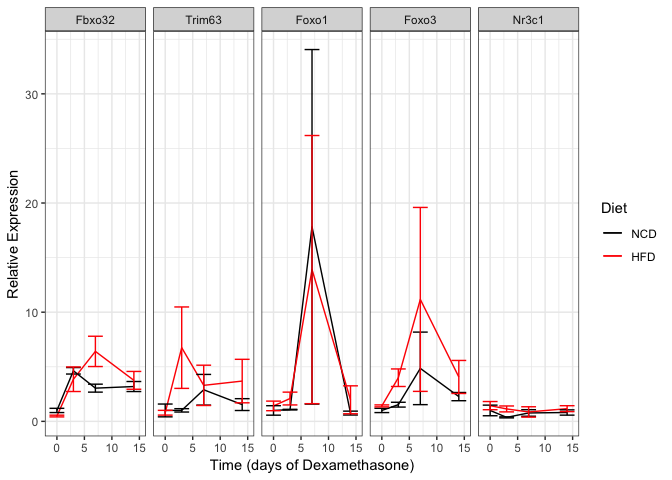 Fbxo32 Trim63 Foxo1 Foxo3 Nr3c1
30
20
10
0
Relative Expression
0 5 10 15 0 5 10 15 0 5 10 15 0 5 10 15 0 5 10 15
Time (days of Dexamethasone)
Diet
NCD
HFD